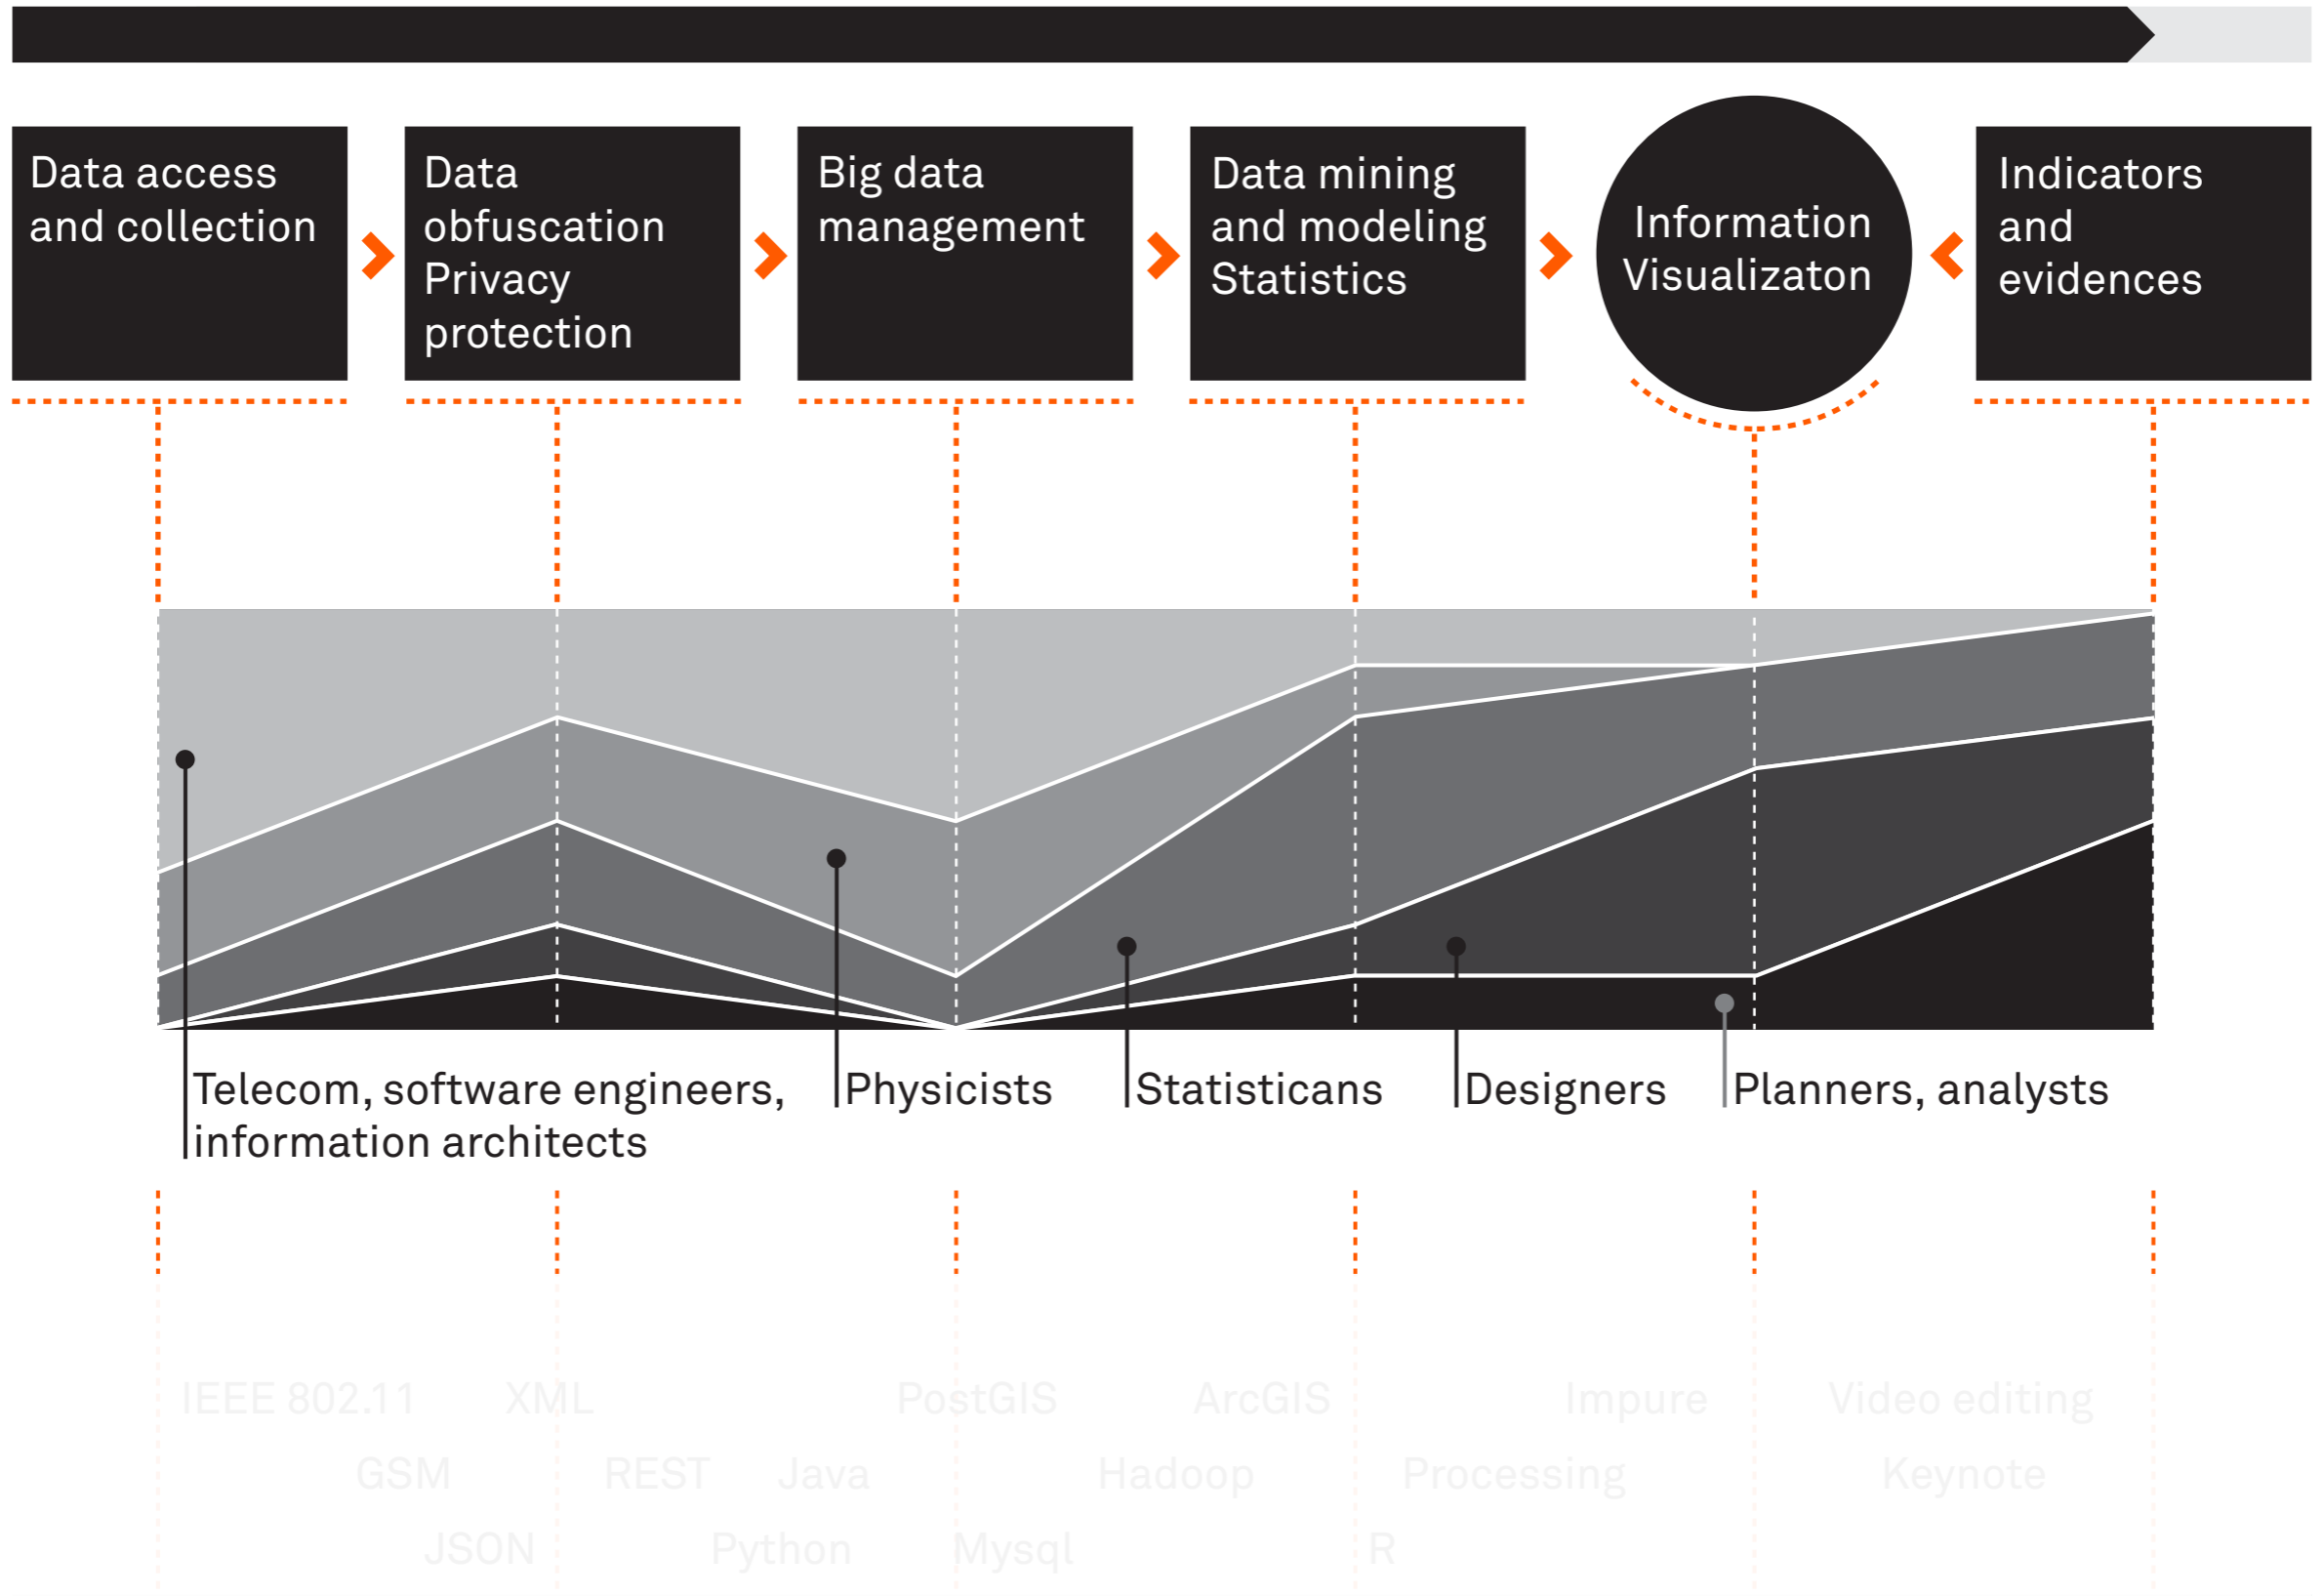 Data access
and collection
Data
obfuscation
Privacy
protection
Big data
management
Data mining
and modeling
Statistics
Information
Visualizaton
Indicators
and
evidences
Telecom, software engineers,
information architects
Physicists
Statisticans
Designers
Planners, analysts
IEEE 802.11
XML
PostGIS
ArcGIS
Impure
Video editing
GSM
REST
Java
Hadoop
Processing
Keynote
JSON
Python
Mysql
R